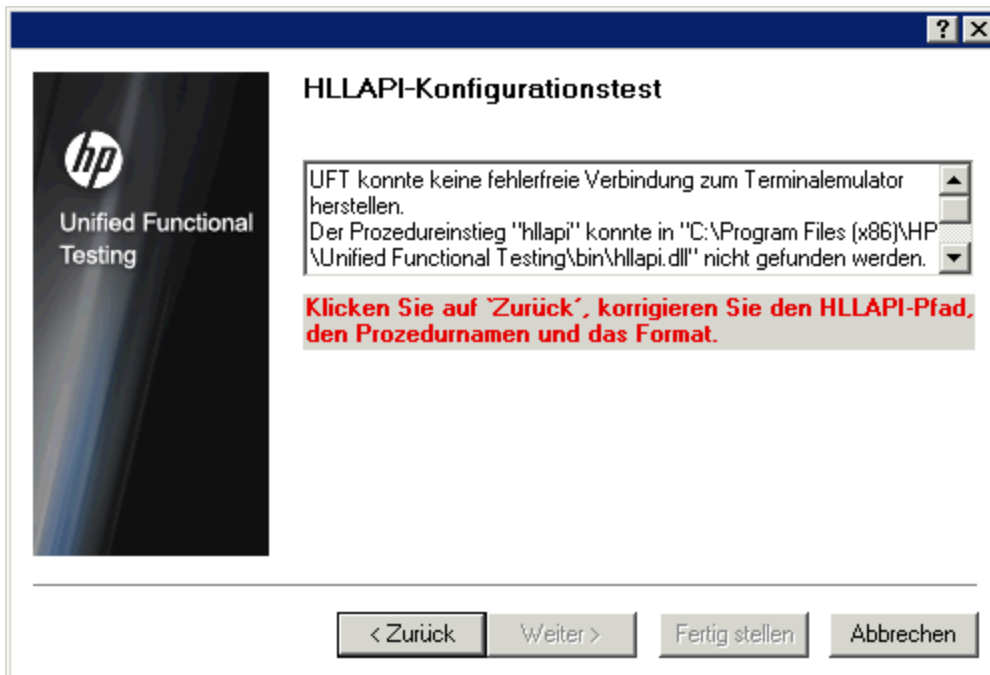 HLLAPI-Konfigurationstest
hp
Unified Functional
Testing
UFT konnte keine fehlerfreie Verbindung zum Terminalemulator
herstellen.
Der Prozedureinstieg "hllapi" konnte in "C:\Program Files (x86)\HP
\Unified Functional Testing\bin\hllapi.dll" nicht gefunden werden.
Klicken Sie auf `Zurück´, korrigieren Sie den HLLAPI-Pfad,
den Prozedurnamen und das Format.
< Zurück
Weiter >
Fertig stellen
Abbrechen